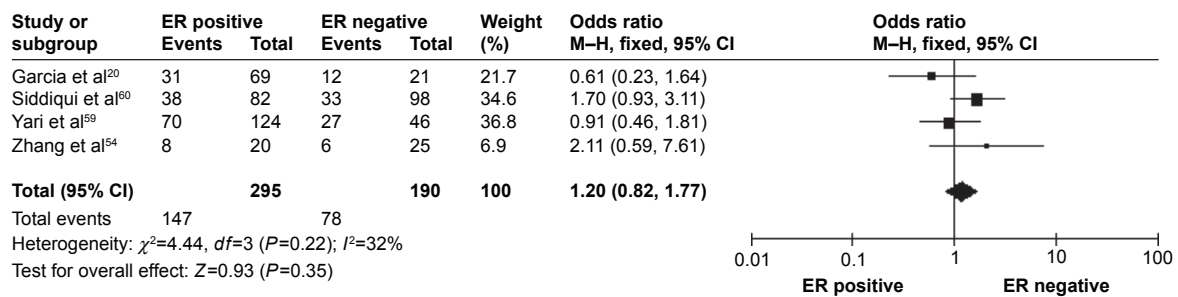 Study or subgroup ER positive ER negative Weight (%) Odds ratio M–H, fixed, 95% CI Odds ratio M–H, fixed, 95% CI
Events Total Events Total
Garcia et al²⁰ 31 69 12 21 21.7 0.61 (0.23, 1.64)
Siddiqui et al⁶⁰ 38 82 33 98 34.6 1.70 (0.93, 3.11)
Yari et al⁵⁹ 70 124 27 46 36.8 0.91 (0.46, 1.81)
Zhang et al⁵⁴ 8 20 6 25 6.9 2.11 (0.59, 7.61)
Total (95% CI) 295 190 100 1.20 (0.82, 1.77)
Total events 147 78
Heterogeneity: χ²=4.44, df=3 (P=0.22); I²=32%
Test for overall effect: Z=0.93 (P=0.35)
0.01 0.1 1 10 100
ER positive ER negative